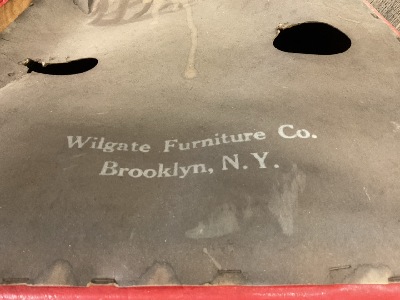 Wilgate Furniture Co.
Brooklyn, N.Y.